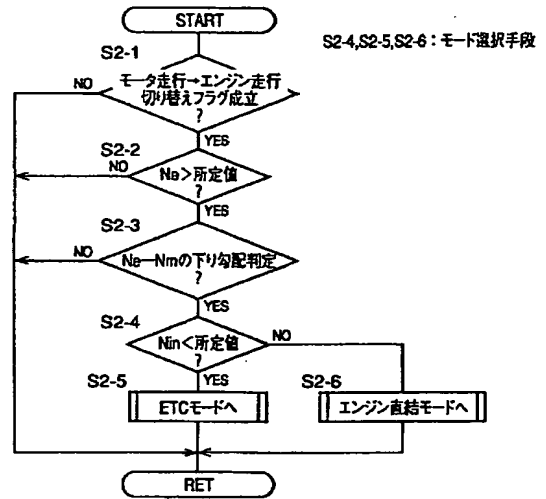 START
S2-4,S2-5,S2-6：モード選択手段
S2-1
NO
モータ走行→エンジン走行
切り替えフラグ成立
?
YES
S2-2
NO
Ne＞所定値
?
YES
S2-3
NO
Ne−Nmの下り勾配判定
?
YES
S2-4
NO
Nin＜所定値
?
YES
S2-5
S2-6
ETCモードへ
エンジン直結モードへ
RET